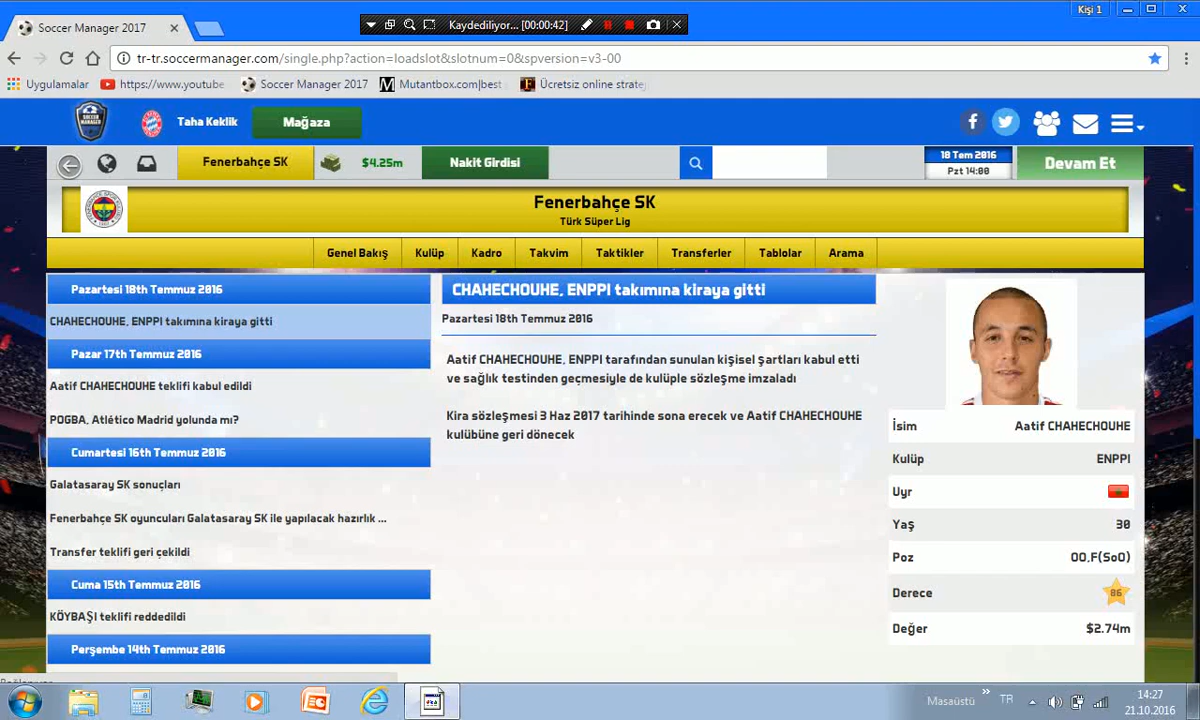 Soccer Manager 2017
Kaydediliyor... [00:00:42]
Kişi 1
tr-tr.soccermanager.com/single.php?action=loadslot&slotnum=0&spversion=v3-00
Uygulamalar
https://www.youtube
Soccer Manager 2017
Mutantbox.com|best
Ücretsiz online strate
SOCCER MANAGER
Taha Keklik
Mağaza
Fenerbahçe SK
$4.25m
Nakit Girdisi
18 Tem 2016
Pzt 14:00
Devam Et
Fenerbahçe SK
Türk Süper Lig
Genel Bakış
Kulüp
Kadro
Takvim
Taktikler
Transferler
Tablolar
Arama
Pazartesi 18th Temmuz 2016
CHAHECHOUHE, ENPPI takımına kiraya gitti
Pazar 17th Temmuz 2016
Aatif CHAHECHOUHE teklifi kabul edildi
POGBA, Atlético Madrid yolunda mı?
Cumartesi 16th Temmuz 2016
Galatasaray SK sonuçları
Fenerbahçe SK oyuncuları Galatasaray SK ile yapılacak hazırlık ...
Transfer teklifi geri çekildi
Cuma 15th Temmuz 2016
KÖYBAŞI teklifi reddedildi
Perşembe 14th Temmuz 2016
CHAHECHOUHE, ENPPI takımına kiraya gitti
Pazartesi 18th Temmuz 2016
Aatif CHAHECHOUHE, ENPPI tarafından sunulan kişisel şartları kabul etti
ve sağlık testinden geçmesiyle de kulüple sözleşme imzaladı
Kira sözleşmesi 3 Haz 2017 tarihinde sona erecek ve Aatif CHAHECHOUHE
kulübüne geri dönecek
İsim Aatif CHAHECHOUHE
Kulüp ENPPI
Uyr
Yaş 30
Poz OO,F(SoO)
Derece 86
Değer $2.74m
Masaüstü
TR
14:27
21.10.2016